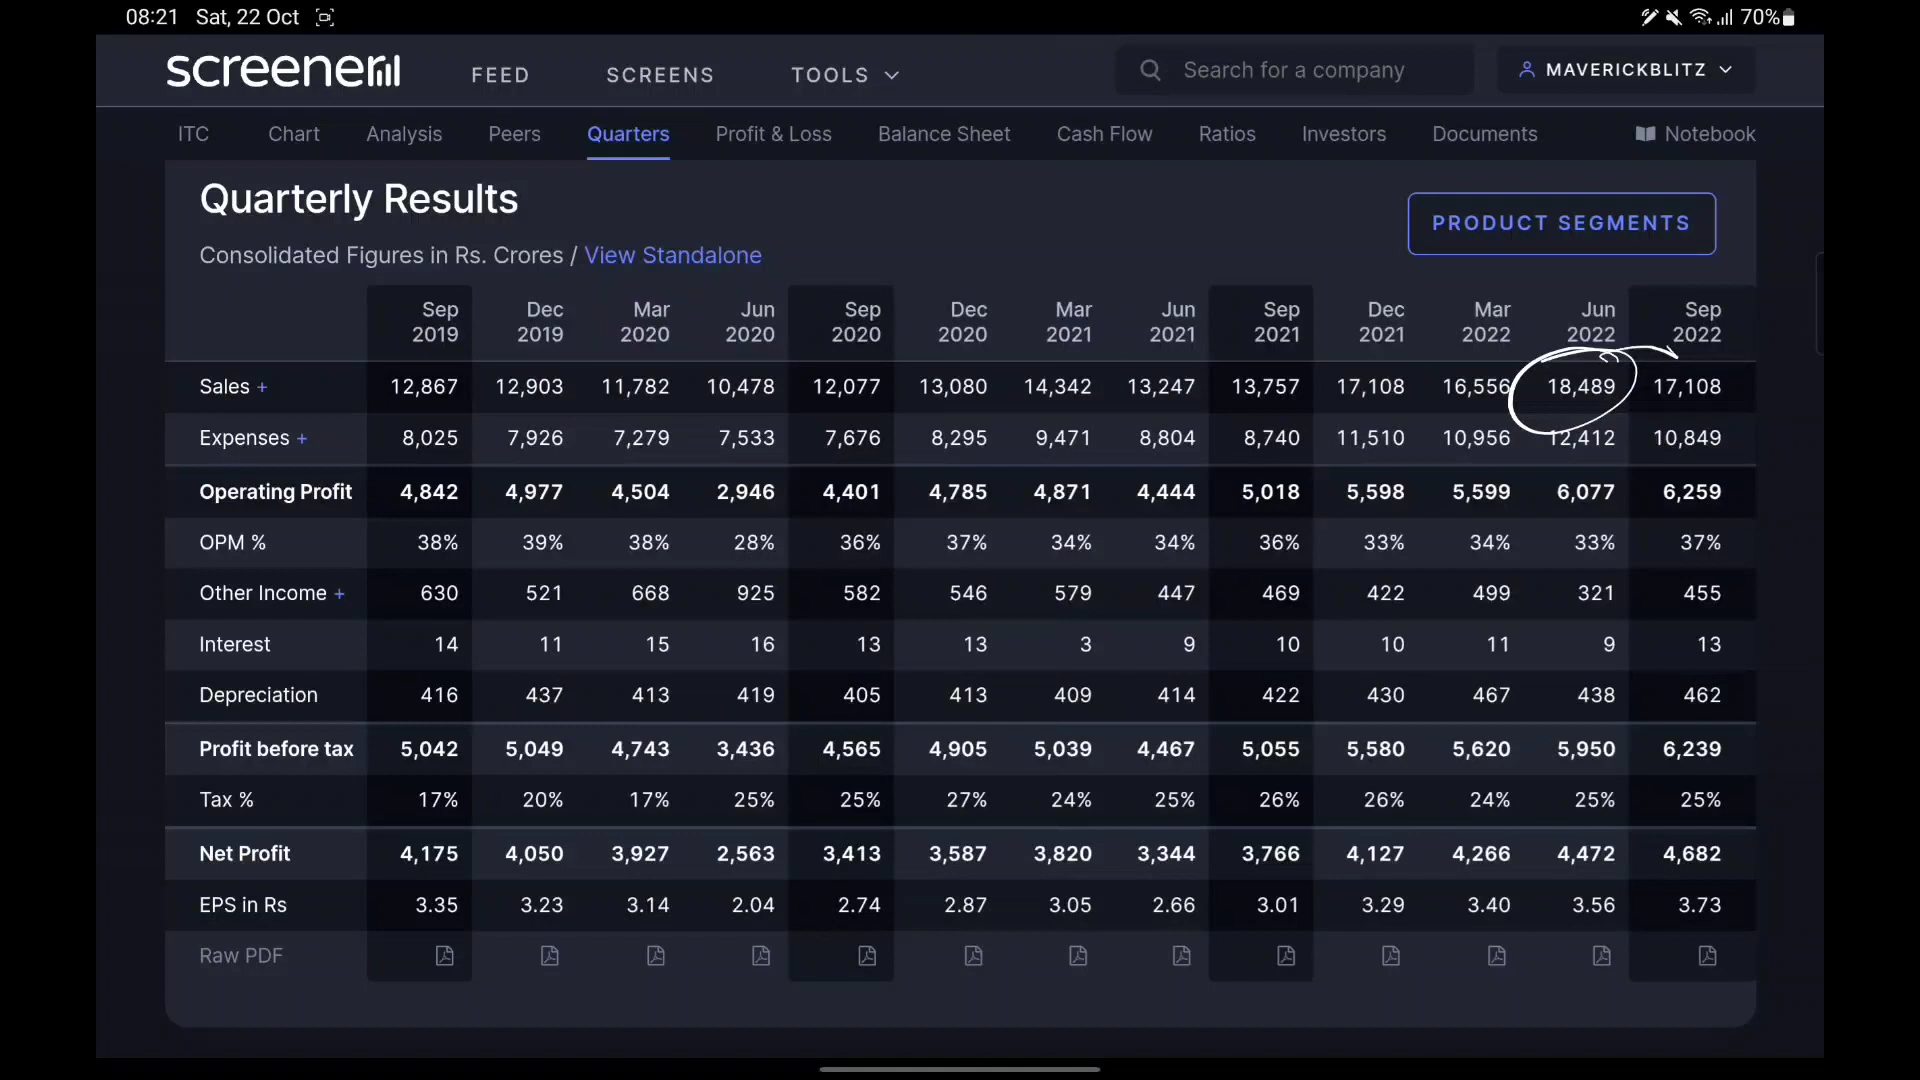 08:21 Sat, 22 Oct 70%
screener FEED SCREENS TOOLS Search for a company MAVERICKBLITZ
ITC Chart Analysis Peers Quarters Profit & Loss Balance Sheet Cash Flow Ratios Investors Documents Notebook
Quarterly Results
PRODUCT SEGMENTS
Consolidated Figures in Rs. Crores / View Standalone
Sep 2019 Dec 2019 Mar 2020 Jun 2020 Sep 2020 Dec 2020 Mar 2021 Jun 2021 Sep 2021 Dec 2021 Mar 2022 Jun 2022 Sep 2022
Sales + 12,867 12,903 11,782 10,478 12,077 13,080 14,342 13,247 13,757 17,108 16,556 18,489 17,108
Expenses + 8,025 7,926 7,279 7,533 7,676 8,295 9,471 8,804 8,740 11,510 10,956 12,412 10,849
Operating Profit 4,842 4,977 4,504 2,946 4,401 4,785 4,871 4,444 5,018 5,598 5,599 6,077 6,259
OPM % 38% 39% 38% 28% 36% 37% 34% 34% 36% 33% 34% 33% 37%
Other Income + 630 521 668 925 582 546 579 447 469 422 499 321 455
Interest 14 11 15 16 13 13 3 9 10 10 11 9 13
Depreciation 416 437 413 419 405 413 409 414 422 430 467 438 462
Profit before tax 5,042 5,049 4,743 3,436 4,565 4,905 5,039 4,467 5,055 5,580 5,620 5,950 6,239
Tax % 17% 20% 17% 25% 25% 27% 24% 25% 26% 26% 24% 25% 25%
Net Profit 4,175 4,050 3,927 2,563 3,413 3,587 3,820 3,344 3,766 4,127 4,266 4,472 4,682
EPS in Rs 3.35 3.23 3.14 2.04 2.74 2.87 3.05 2.66 3.01 3.29 3.40 3.56 3.73
Raw PDF